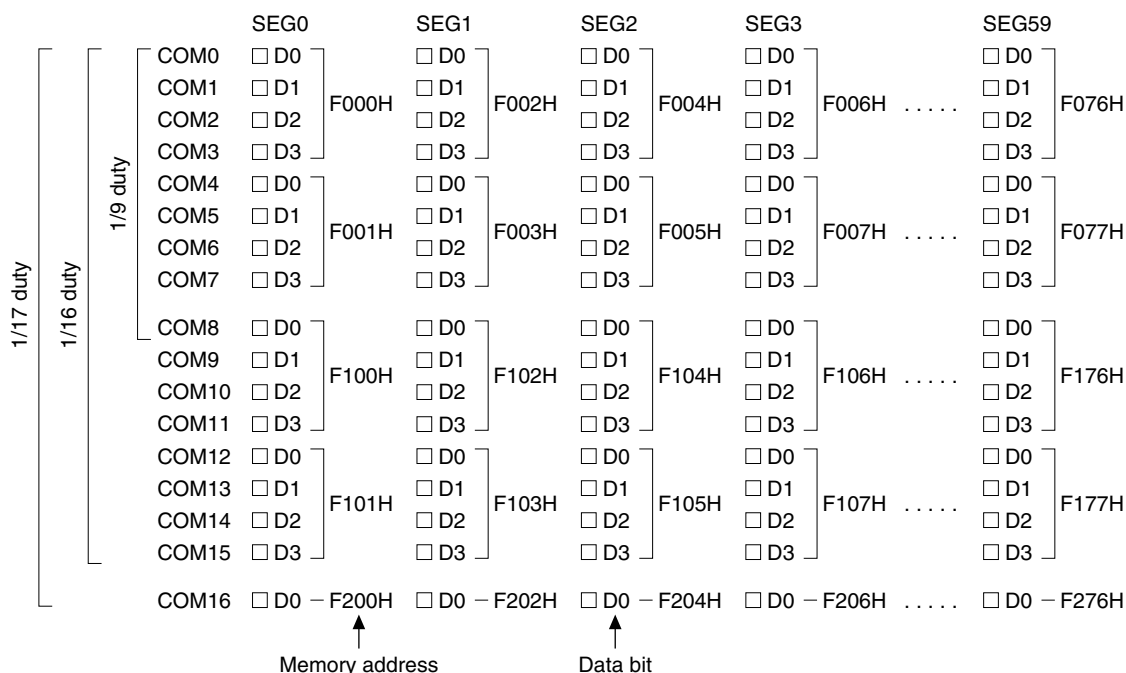 SEG0 SEG1 SEG2 SEG3 SEG59
COM0 □ D0 □ D0 □ D0 □ D0 □ D0
COM1 □ D1 □ D1 □ D1 □ D1 □ D1
F000H F002H F004H F006H ..... F076H
COM2 □ D2 □ D2 □ D2 □ D2 □ D2
COM3 □ D3 □ D3 □ D3 □ D3 □ D3
COM4 □ D0 □ D0 □ D0 □ D0 □ D0
COM5 □ D1 □ D1 □ D1 □ D1 □ D1
F001H F003H F005H F007H ..... F077H
COM6 □ D2 □ D2 □ D2 □ D2 □ D2
COM7 □ D3 □ D3 □ D3 □ D3 □ D3
COM8 □ D0 □ D0 □ D0 □ D0 □ D0
COM9 □ D1 □ D1 □ D1 □ D1 □ D1
F100H F102H F104H F106H ..... F176H
COM10 □ D2 □ D2 □ D2 □ D2 □ D2
COM11 □ D3 □ D3 □ D3 □ D3 □ D3
COM12 □ D0 □ D0 □ D0 □ D0 □ D0
COM13 □ D1 □ D1 □ D1 □ D1 □ D1
F101H F103H F105H F107H ..... F177H
COM14 □ D2 □ D2 □ D2 □ D2 □ D2
COM15 □ D3 □ D3 □ D3 □ D3 □ D3
COM16 □ D0 – F200H □ D0 – F202H □ D0 – F204H □ D0 – F206H ..... □ D0 – F276H
1/17 duty
1/16 duty
1/9 duty
Memory address Data bit